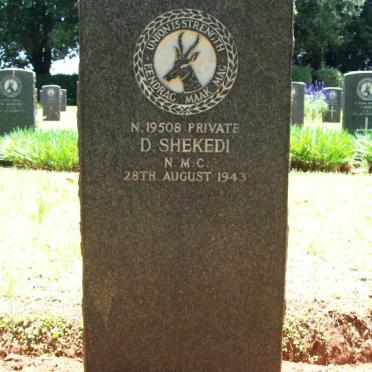 UNION IS STRENGTH
EENDRAG MAAK MAG
N.19508 PRIVATE
D. SHEKEDI
N M C.
28TH AUGUST 1943